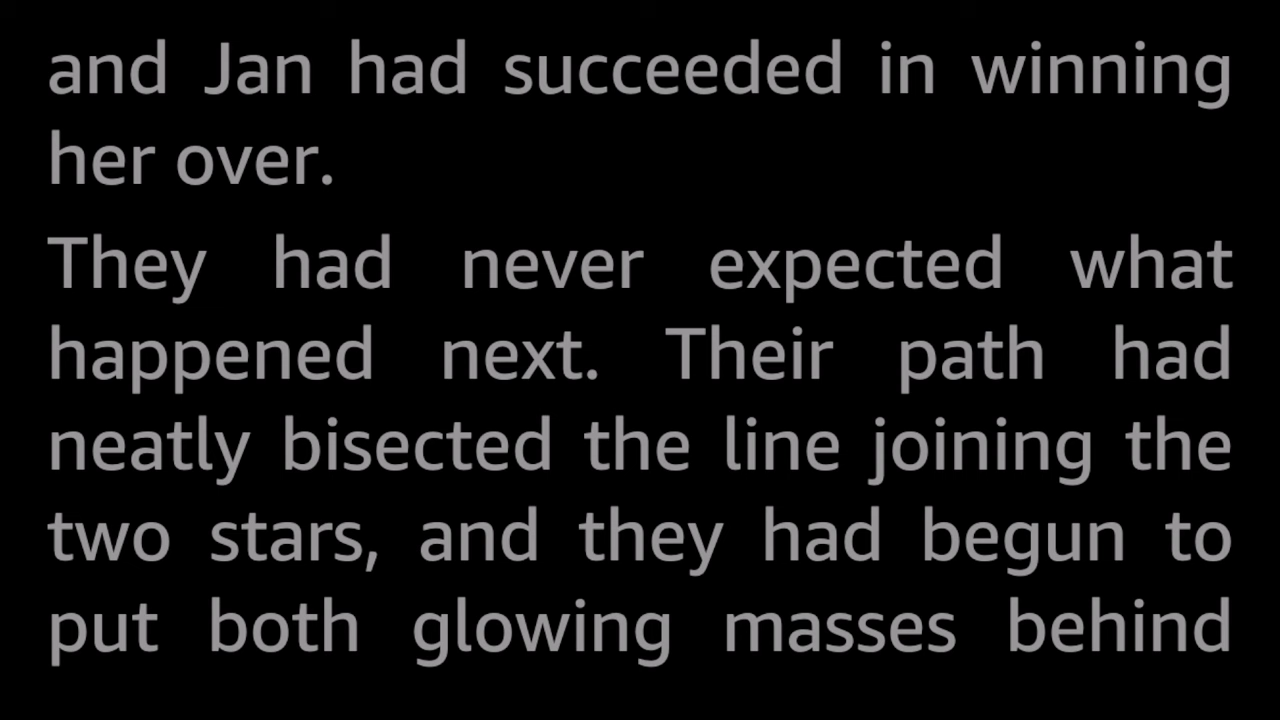 and Jan had succeeded in winning
her over.
They had never expected what
happened next. Their path had
neatly bisected the line joining the
two stars, and they had begun to
put both glowing masses behind